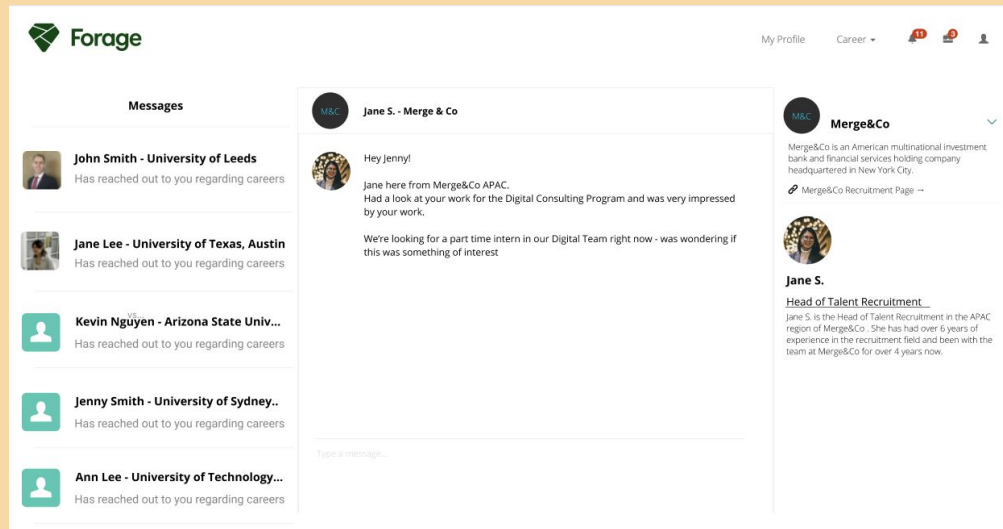 Forage
My Profile
Career
11
3
Messages
John Smith - University of Leeds
Has reached out to you regarding careers
Jane Lee - University of Texas, Austin
Has reached out to you regarding careers
vs...
Kevin Nguyen - Arizona State Univ...
Has reached out to you regarding careers
Jenny Smith - University of Sydney..
Has reached out to you regarding careers
Ann Lee - University of Technology...
Has reached out to you regarding careers
M&C
Jane S. - Merge & Co
Hey Jenny!
Jane here from Merge&Co APAC.
Had a look at your work for the Digital Consulting Program and was very impressed
by your work.
We're looking for a part time intern in our Digital Team right now - was wondering if
this was something of interest
Type a message...
M&C
Merge&Co
Merge&Co is an American multinational investment
bank and financial services holding company
headquartered in New York City.
Merge&Co Recruitment Page →
Jane S.
Head of Talent Recruitment
Jane S. is the Head of Talent Recruitment in the APAC
region of Merge&Co . She has had over 6 years of
experience in the recruitment field and been with the
team at Merge&Co for over 4 years now.